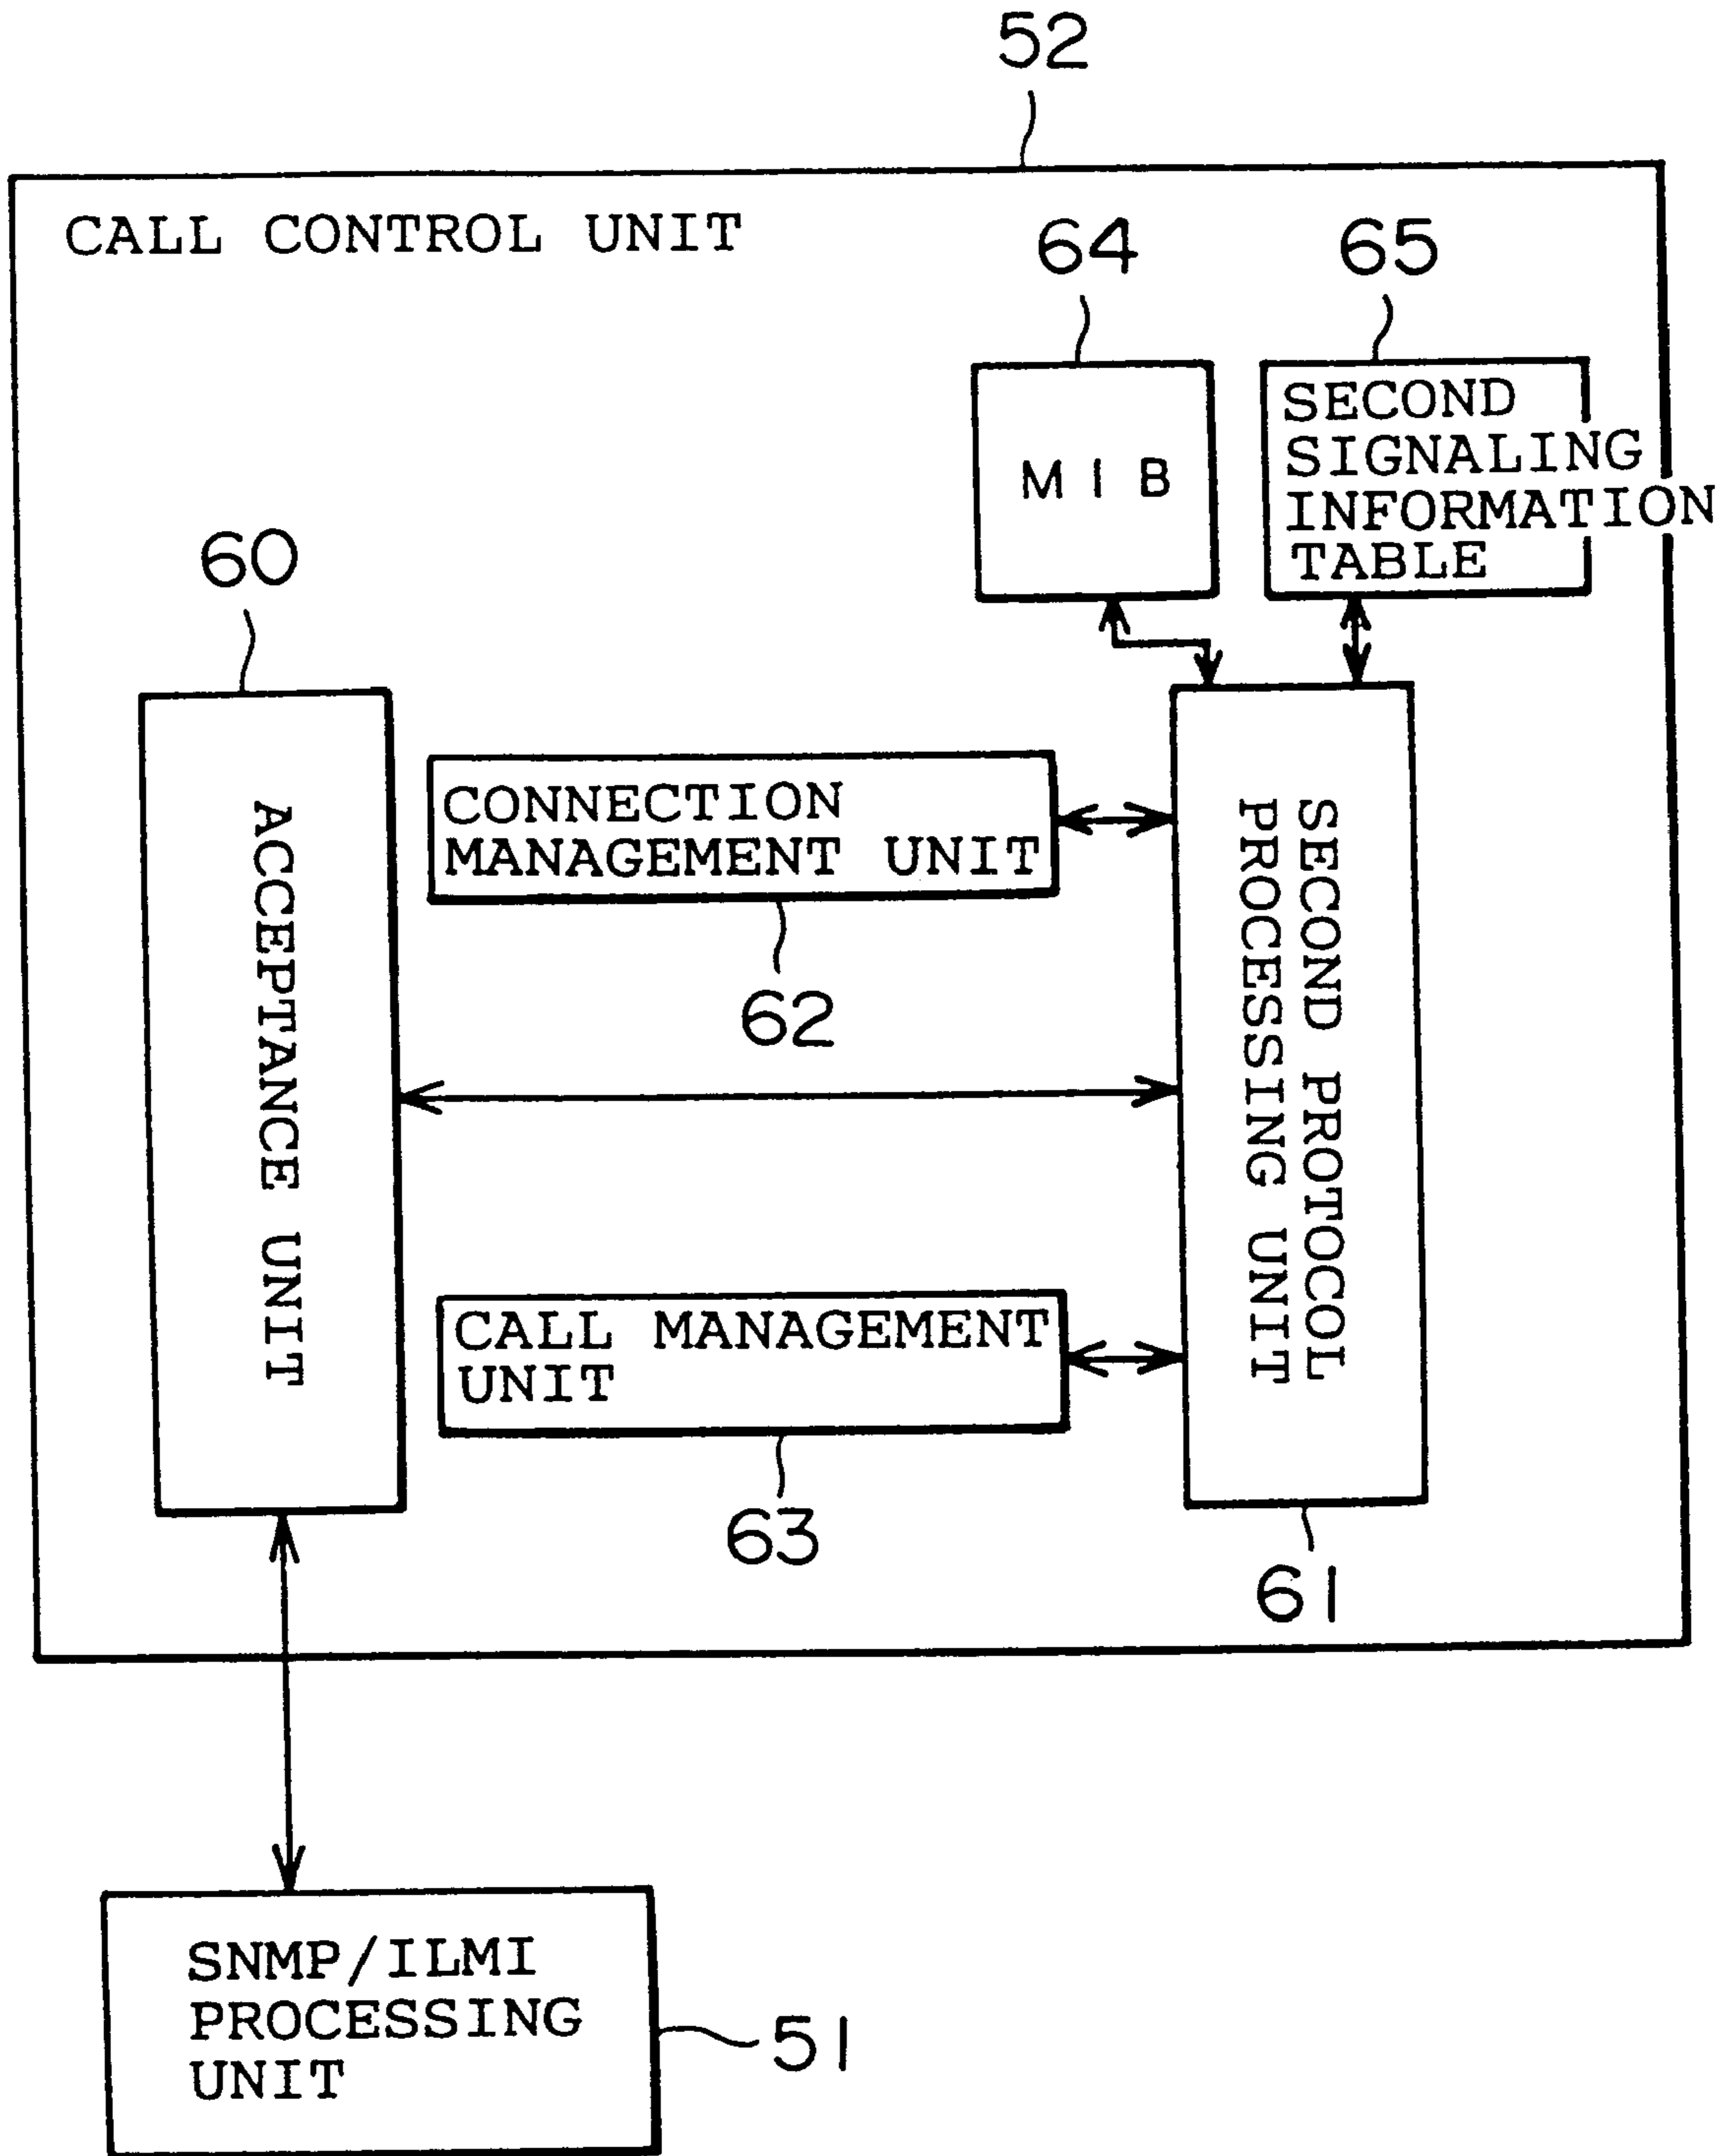 52
CALL CONTROL UNIT
64
65
MIB
SECOND
SIGNALING
INFORMATION
TABLE
60
ACCEPTANCE UNIT
CONNECTION
MANAGEMENT UNIT
62
SECOND PROTOCOL
PROCESSING UNIT
CALL MANAGEMENT
UNIT
63
61
SNMP/ILMI
PROCESSING
UNIT
51